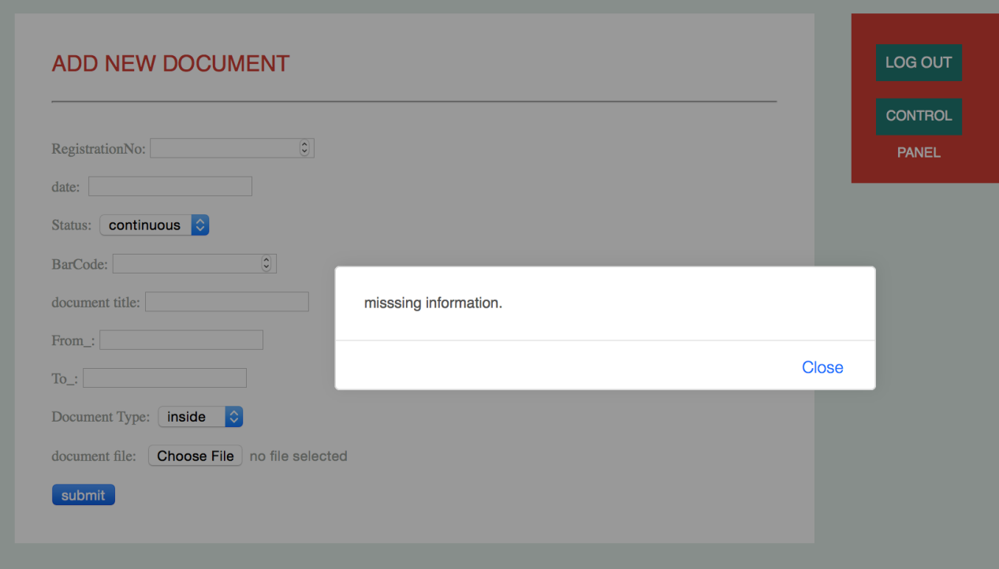 ADD NEW DOCUMENT
LOG OUT
CONTROL
PANEL
RegistrationNo:
date:
Status: continuous
BarCode:
document title:
From_:
To_:
Document Type: inside
document file: Choose File no file selected
submit
misssing information.
Close